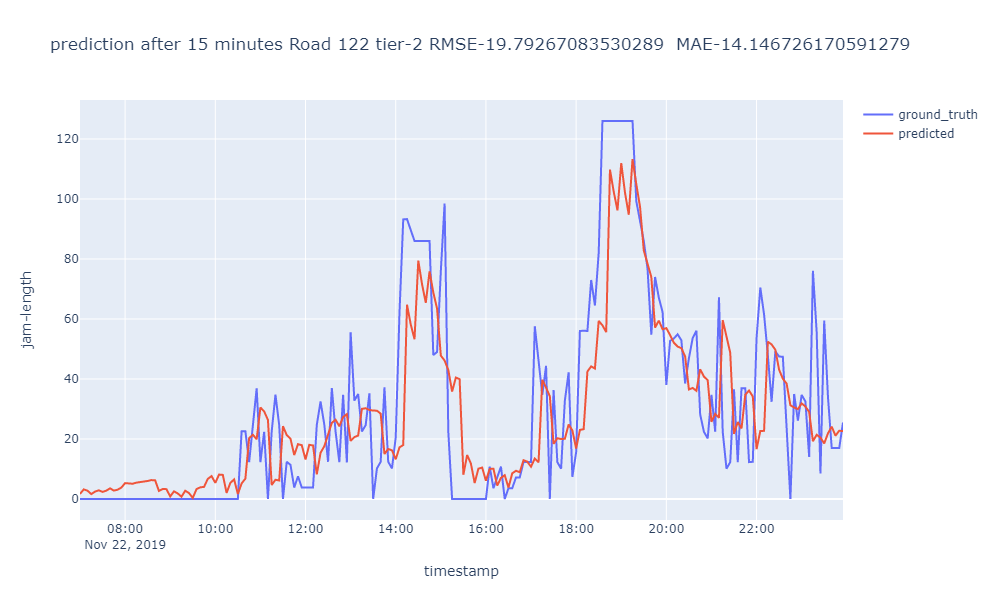 prediction after 15 minutes Road 122 tier-2 RMSE-19.79267083530289  MAE-14.146726170591279
ground_truth
predicted
120
100
80
60
40
20
0
jam-length
08:00 10:00 12:00 14:00 16:00 18:00 20:00 22:00
Nov 22, 2019
timestamp